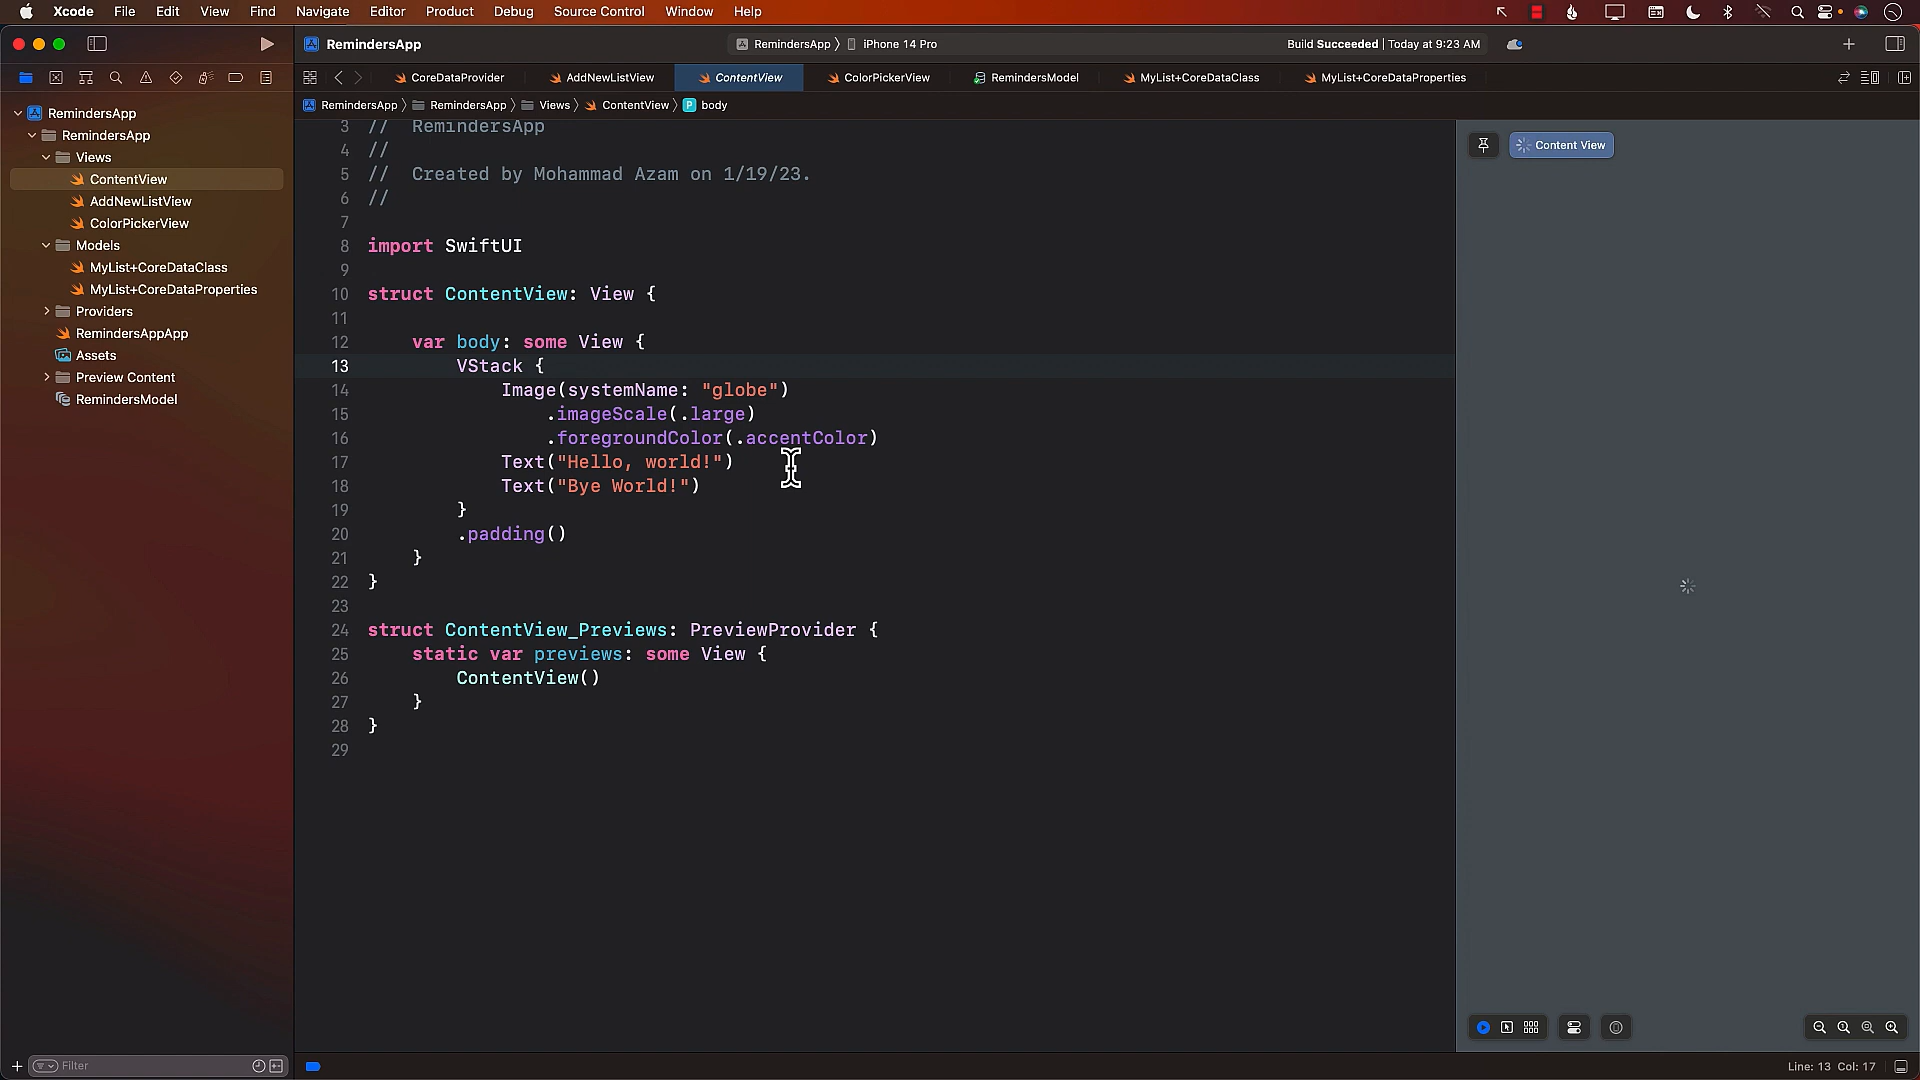 Xcode File Edit View Find Navigate Editor Product Debug Source Control Window Help
RemindersApp
RemindersApp 〉 iPhone 14 Pro
Build Succeeded | Today at 9:23 AM
CoreDataProvider AddNewListView ContentView ColorPickerView RemindersModel MyList+CoreDataClass MyList+CoreDataProperties
RemindersApp 〉 RemindersApp 〉 Views 〉 ContentView 〉 P body
RemindersApp
RemindersApp
Views
ContentView
AddNewListView
ColorPickerView
Models
MyList+CoreDataClass
MyList+CoreDataProperties
Providers
RemindersAppApp
Assets
Preview Content
RemindersModel
Filter
3 //  RemindersApp
4 //
5 //  Created by Mohammad Azam on 1/19/23.
6 //
7
8 import SwiftUI
9
10 struct ContentView: View {
11
12     var body: some View {
13         VStack {
14             Image(systemName: "globe")
15                 .imageScale(.large)
16                 .foregroundColor(.accentColor)
17             Text("Hello, world!")
18             Text("Bye World!")
19         }
20         .padding()
21     }
22 }
23
24 struct ContentView_Previews: PreviewProvider {
25     static var previews: some View {
26         ContentView()
27     }
28 }
29
Content View
Line: 13 Col: 17